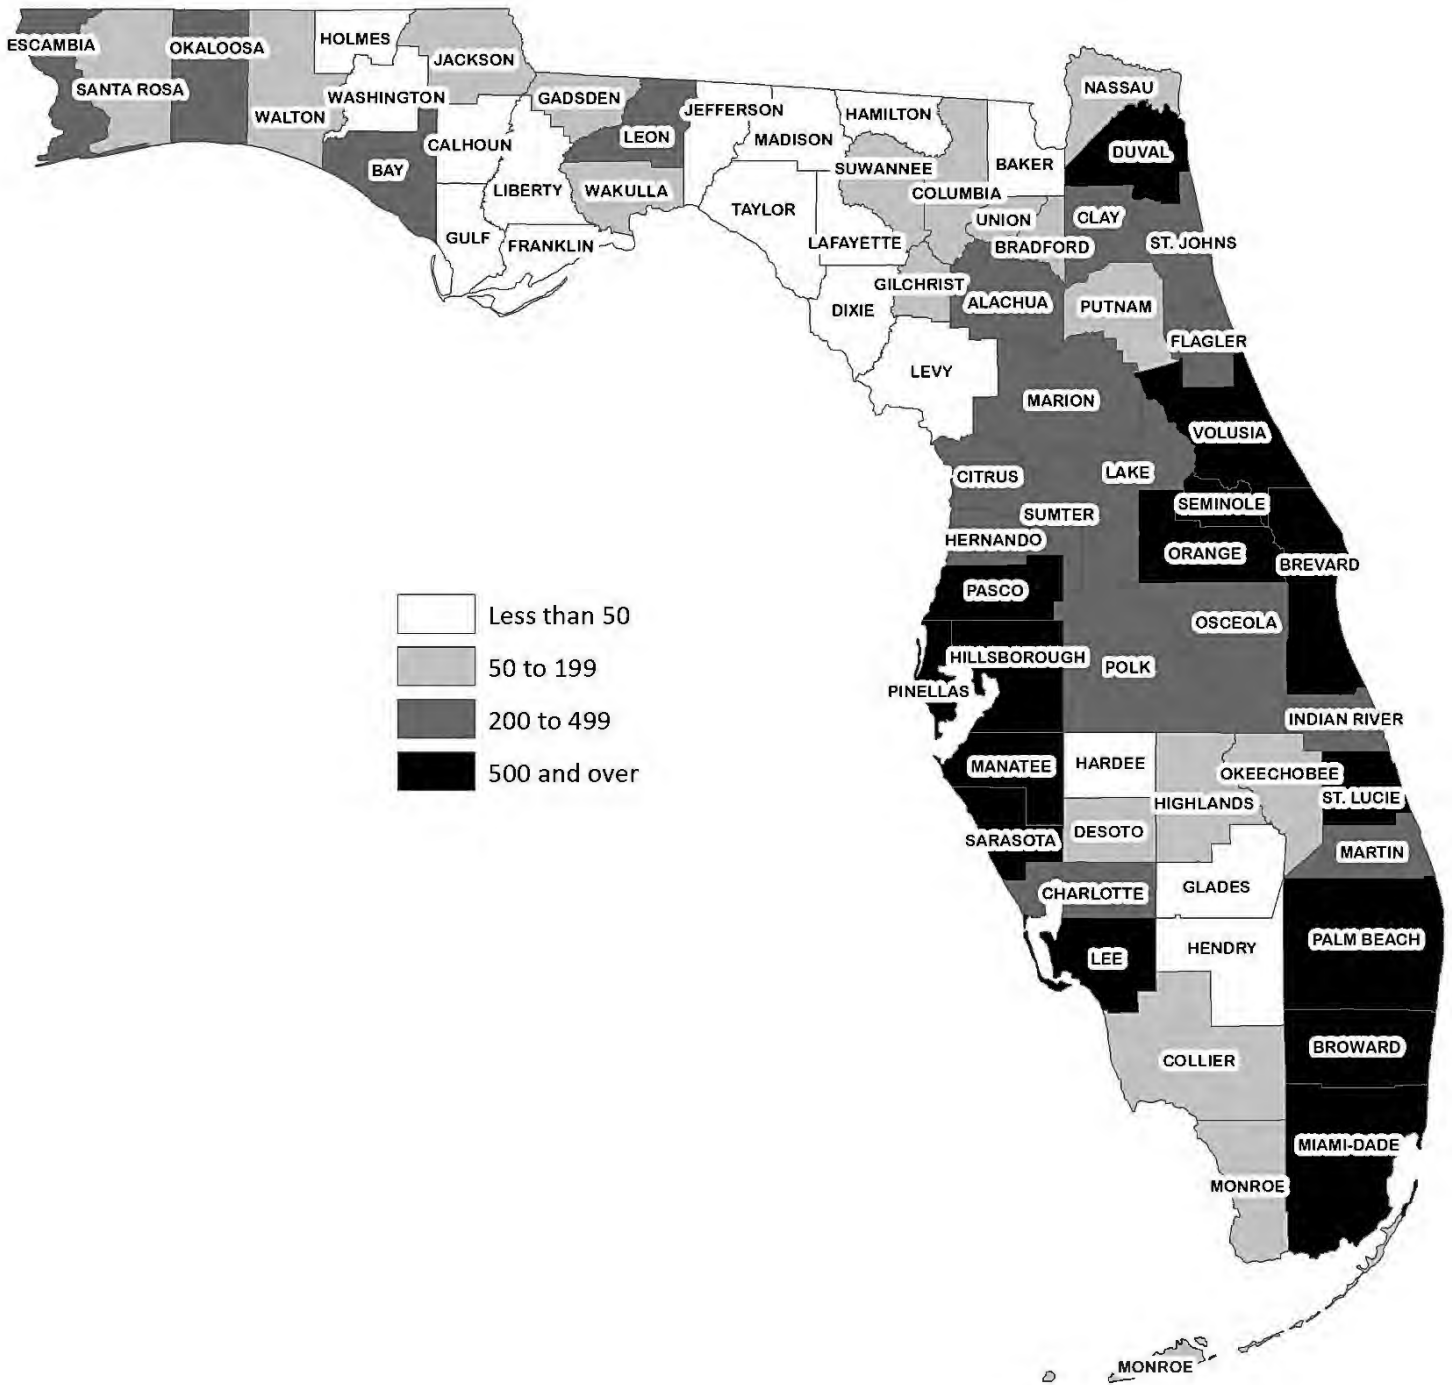 HOLMES
ESCAMBIA
OKALOOSA
JACKSON
SANTA ROSA
WALTON
WASHINGTON
GADSDEN
NASSAU
JEFFERSON
HAMILTON
LEON
MADISON
CALHOUN
DUVAL
BAY
BAKER
SUWANNEE
LIBERTY
WAKULLA
COLUMBIA
TAYLOR
UNION
CLAY
GULF
FRANKLIN
LAFAYETTE
BRADFORD
ST. JOHNS
GILCHRIST
ALACHUA
DIXIE
PUTNAM
FLAGLER
LEVY
MARION
VOLUSIA
CITRUS
LAKE
SEMINOLE
SUMTER
HERNANDO
ORANGE
BREVARD
PASCO
Less than 50
OSCEOLA
HILLSBOROUGH
POLK
50 to 199
PINELLAS
200 to 499
INDIAN RIVER
MANATEE
HARDEE
OKEECHOBEE
500 and over
ST. LUCIE
HIGHLANDS
DESOTO
SARASOTA
MARTIN
GLADES
CHARLOTTE
PALM BEACH
HENDRY
LEE
BROWARD
COLLIER
MIAMI-DADE
MONROE
MONROE